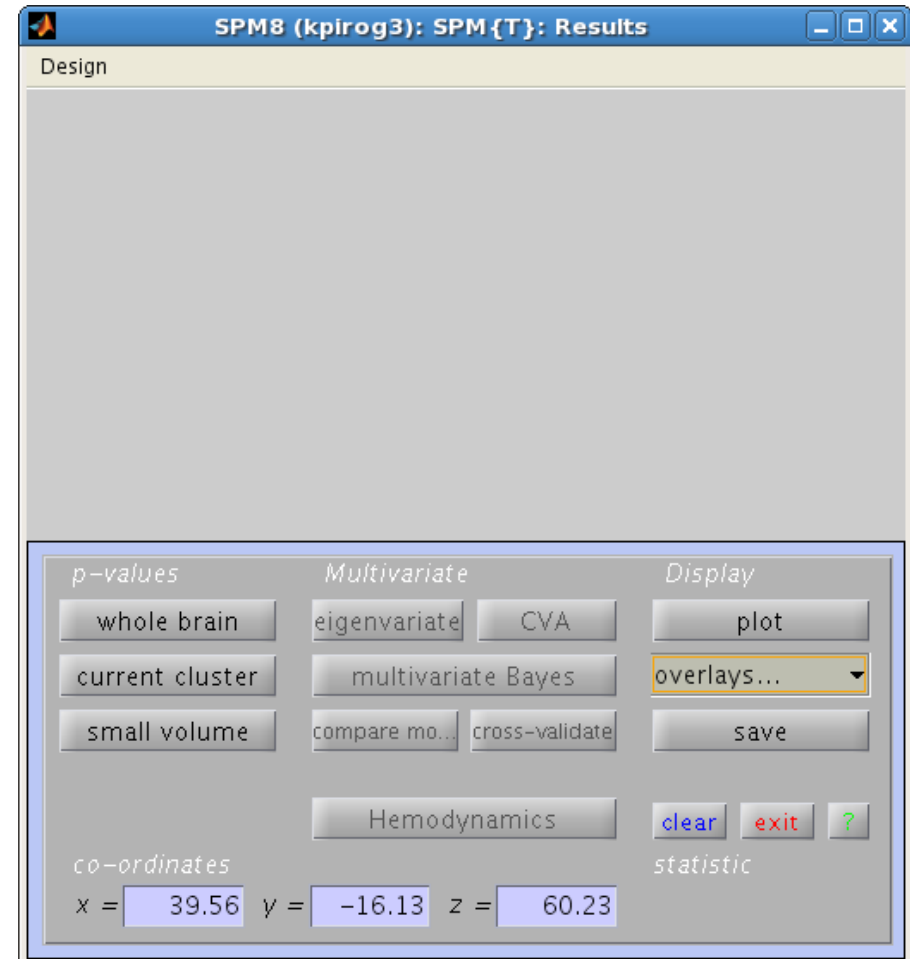 SPM8 (kpirog3): SPM{T}: Results
Design
p-values Multivariate Display
whole brain eigenvariate CVA plot
current cluster multivariate Bayes overlays...
small volume compare mo... cross-validate save
Hemodynamics clear exit ?
co-ordinates statistic
x = 39.56 y = -16.13 z = 60.23